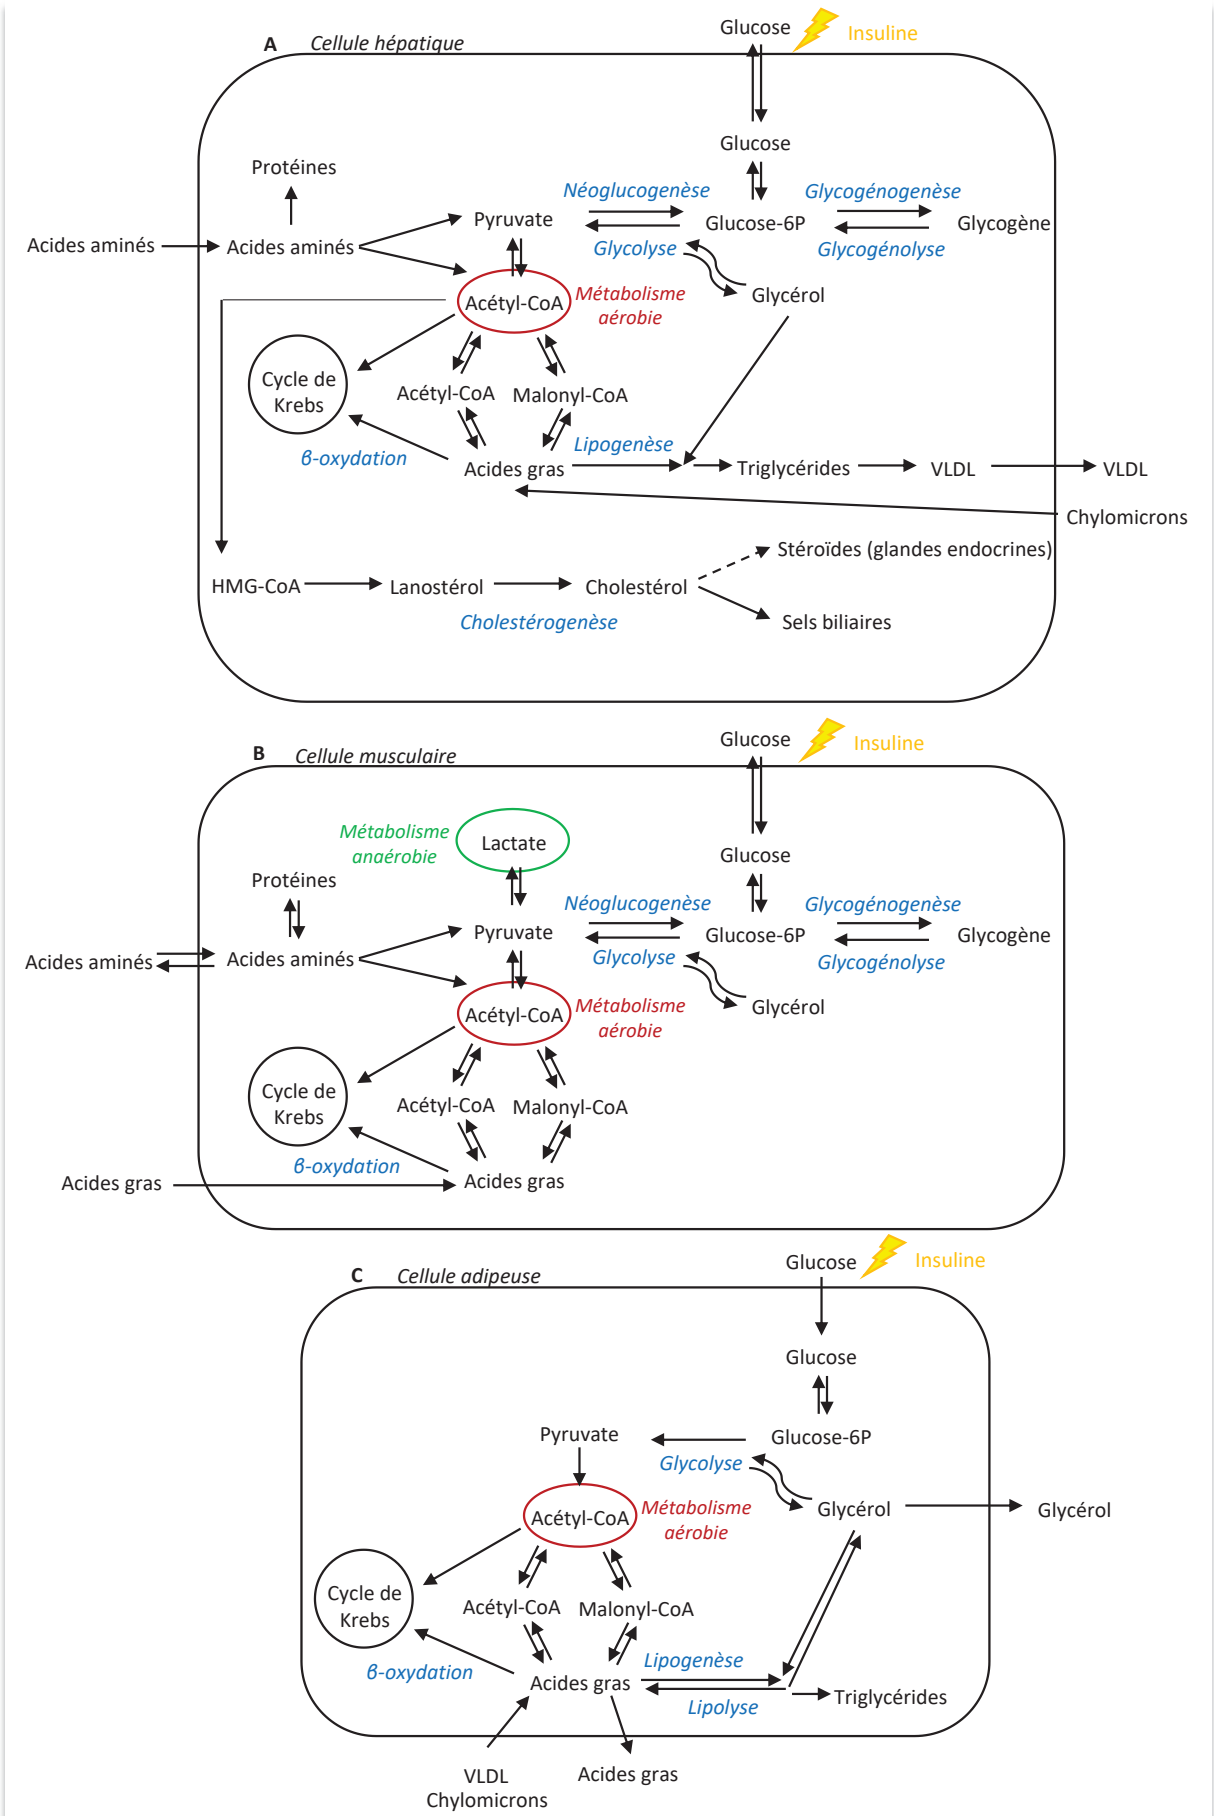 Glucose
Insuline
A
Cellule hépatique
Glucose
Protéines
Néoglucogenèse
Glycogénogenèse
Pyruvate
Glucose-6P
Glycogène
Acides aminés
Acides aminés
Glycolyse
Glycogénolyse
Acétyl-CoA
Métabolisme
aérobie
Glycérol
Cycle de
Krebs
Acétyl-CoA
Malonyl-CoA
β-oxydation
Acides gras
Lipogenèse
Triglycérides
VLDL
VLDL
Chylomicrons
Stéroïdes (glandes endocrines)
HMG-CoA
Lanostérol
Cholestérol
Cholestérogenèse
Sels biliaires
Glucose
Insuline
B
Cellule musculaire
Métabolisme
anaérobie
Lactate
Glucose
Protéines
Néoglucogenèse
Glycogénogenèse
Pyruvate
Glucose-6P
Glycogène
Acides aminés
Acides aminés
Glycolyse
Glycogénolyse
Acétyl-CoA
Métabolisme
aérobie
Glycérol
Cycle de
Krebs
Acétyl-CoA
Malonyl-CoA
β-oxydation
Acides gras
Acides gras
Glucose
Insuline
C
Cellule adipeuse
Glucose
Pyruvate
Glucose-6P
Glycolyse
Acétyl-CoA
Métabolisme
aérobie
Glycérol
Glycérol
Cycle de
Krebs
Acétyl-CoA
Malonyl-CoA
β-oxydation
Acides gras
Lipogenèse
Lipolyse
Triglycérides
VLDL
Chylomicrons
Acides gras